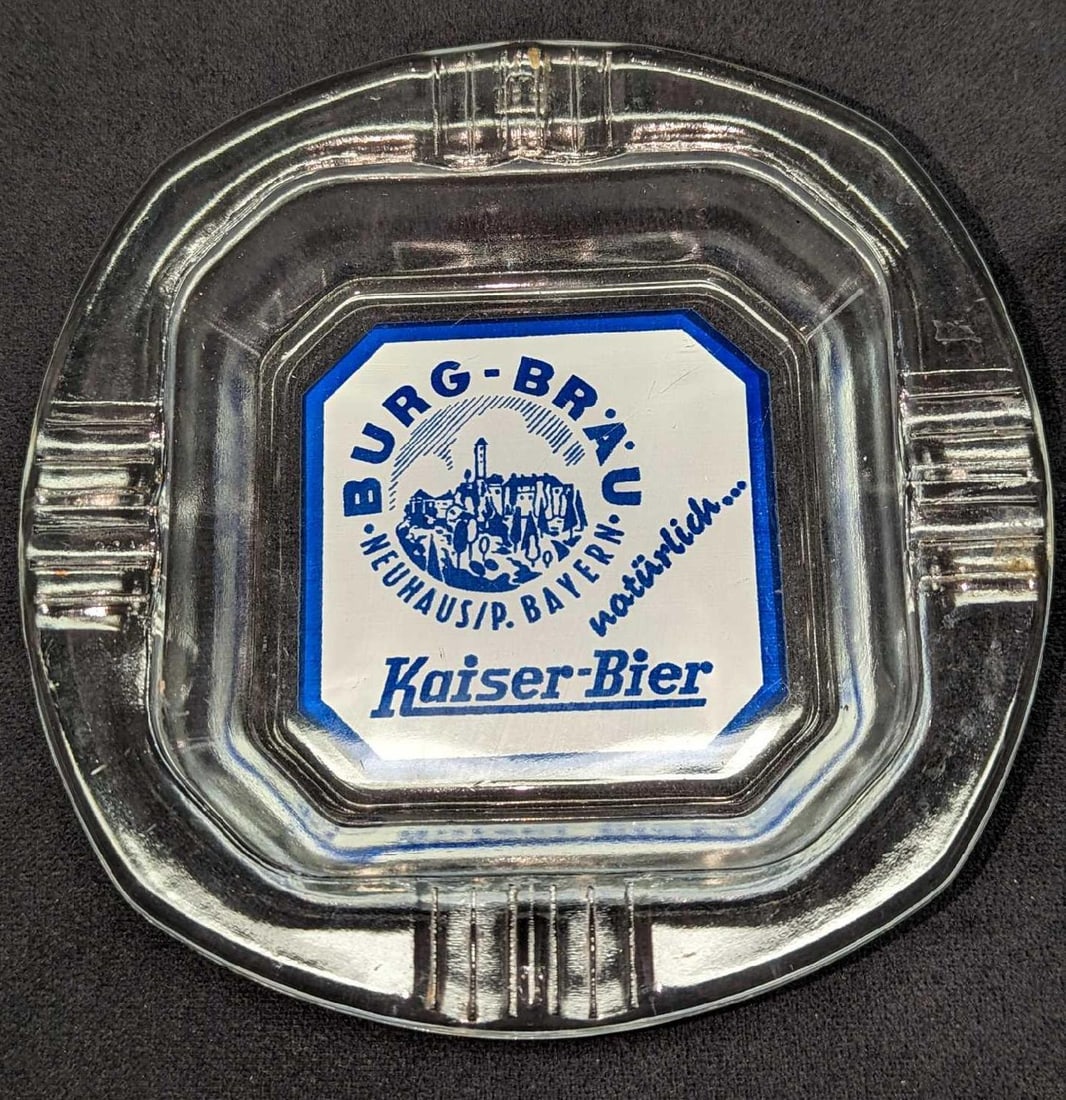 BURG-BRÄU
· NEUHAUS/P. BAYERN ·
natürlich...
Kaiser-Bier